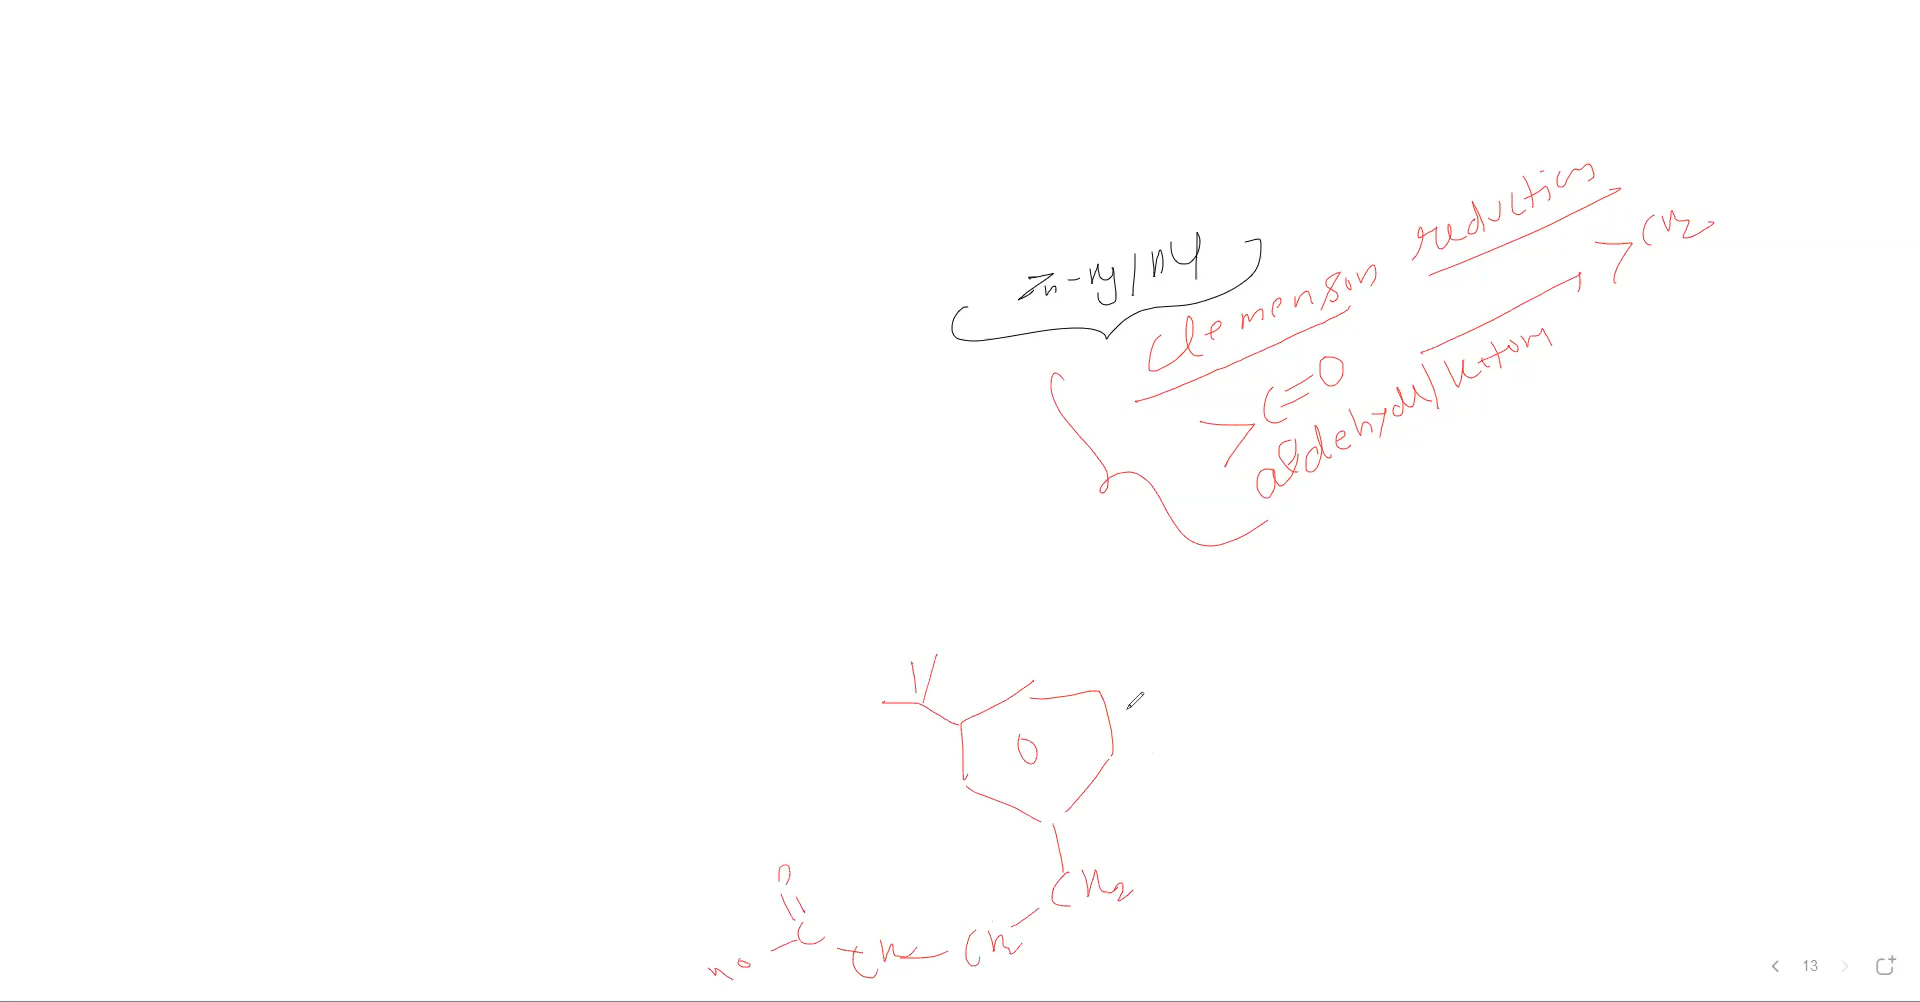 Zn-Hg/HCl
Clemenson reduction
>C=O
>CH2
aldehyde/Ketone
O
CH2
O
HO C CH2 CH2
13